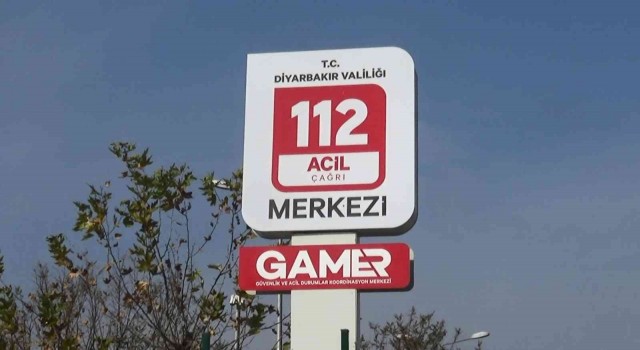 T.C.
DİYARBAKIR VALİLİĞİ
112
ACİL
ÇAĞRI
MERKEZİ
GAMER
GÜVENLİK VE ACİL DURUMLAR KOORDİNASYON MERKEZİ